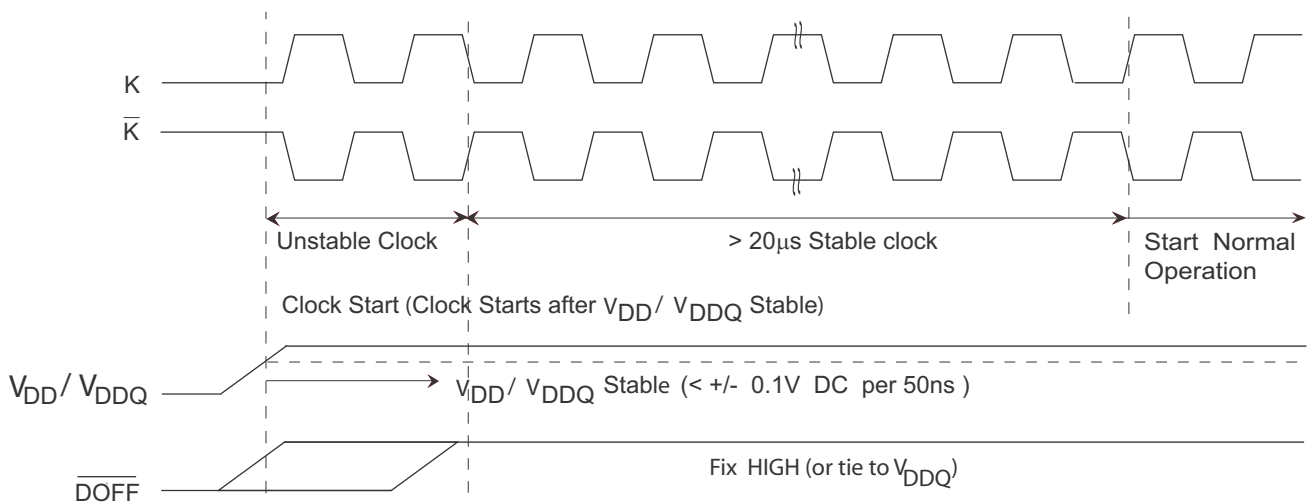 K
K̅
Unstable Clock
> 20μs Stable clock
Start Normal
Operation
Clock Start (Clock Starts after VDD/ VDDQ Stable)
VDD/ VDDQ
VDD/ VDDQ Stable (< +/- 0.1V DC per 50ns )
Fix HIGH (or tie to VDDQ)
D̅O̅F̅F̅